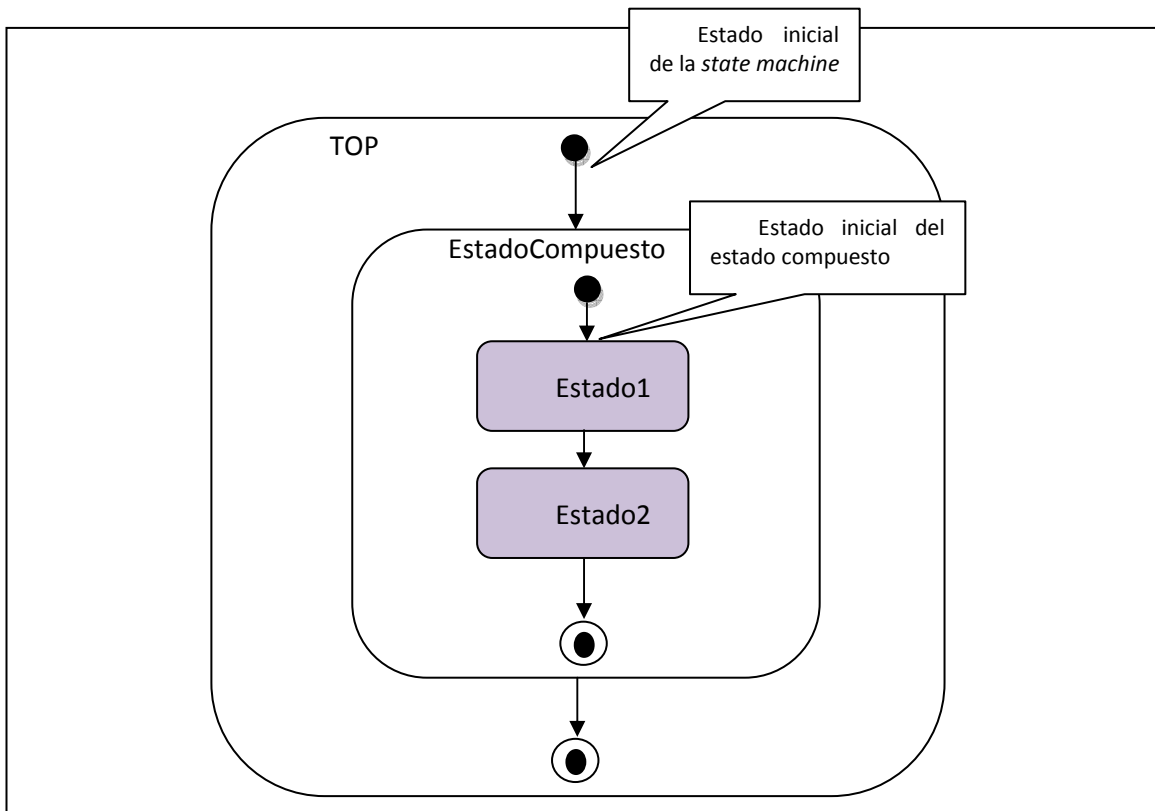 Estado inicial
de la state machine
TOP
Estado inicial del
estado compuesto
EstadoCompuesto
Estado1
Estado2